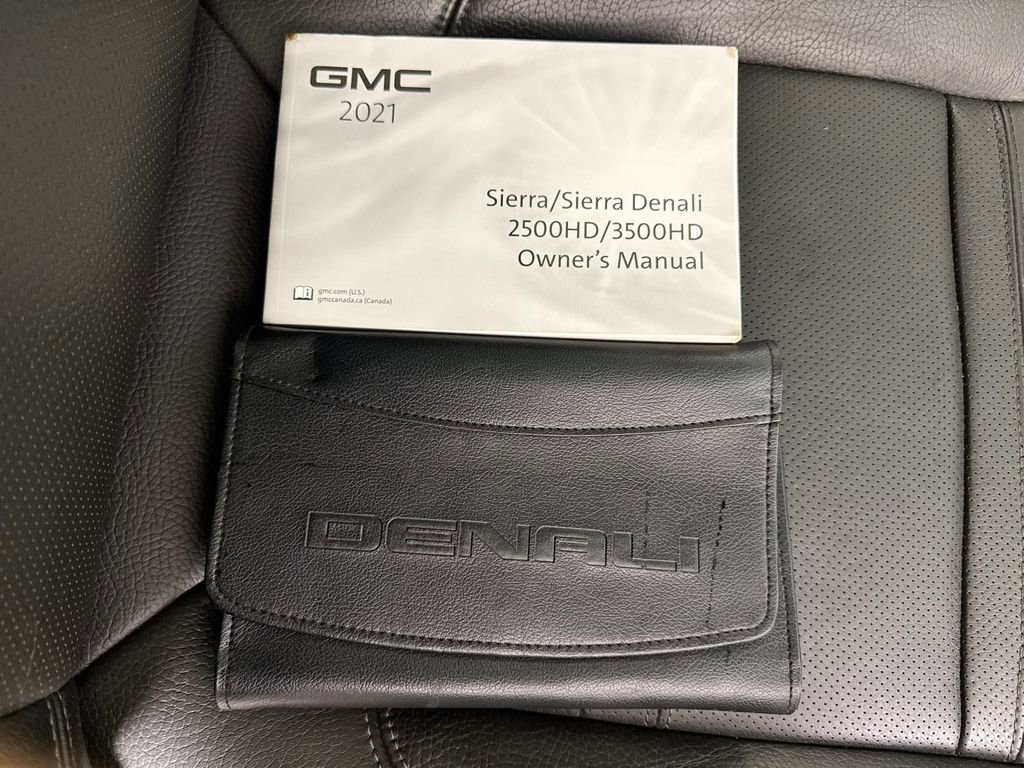 GMC
2021
Sierra/Sierra Denali
2500HD/3500HD
Owner's Manual
gmc.com (U.S.)
gmccanada.ca (Canada)
DENALI